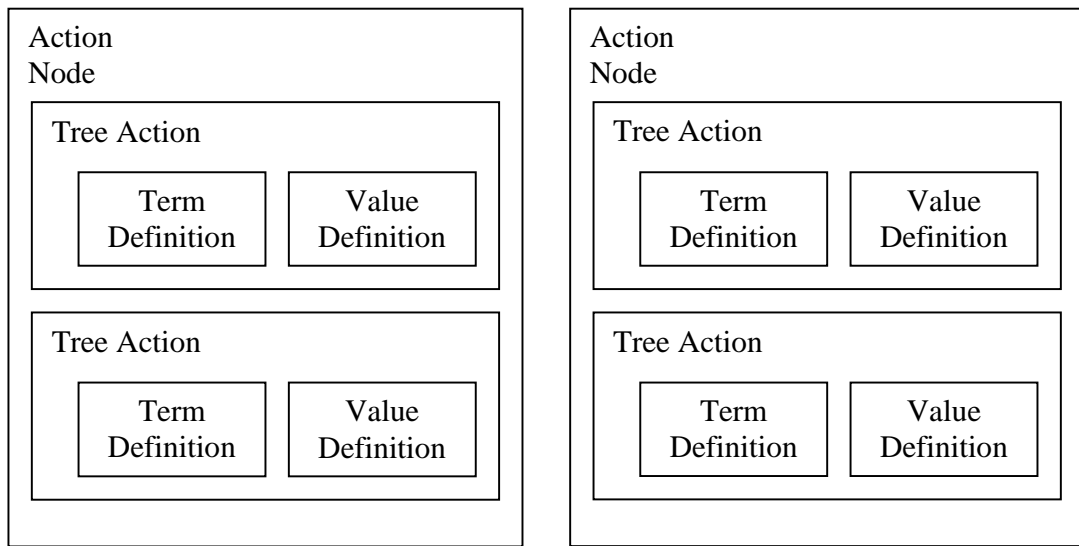 Action
Node
Tree Action
Term
Definition
Value
Definition
Tree Action
Term
Definition
Value
Definition
Action
Node
Tree Action
Term
Definition
Value
Definition
Tree Action
Term
Definition
Value
Definition